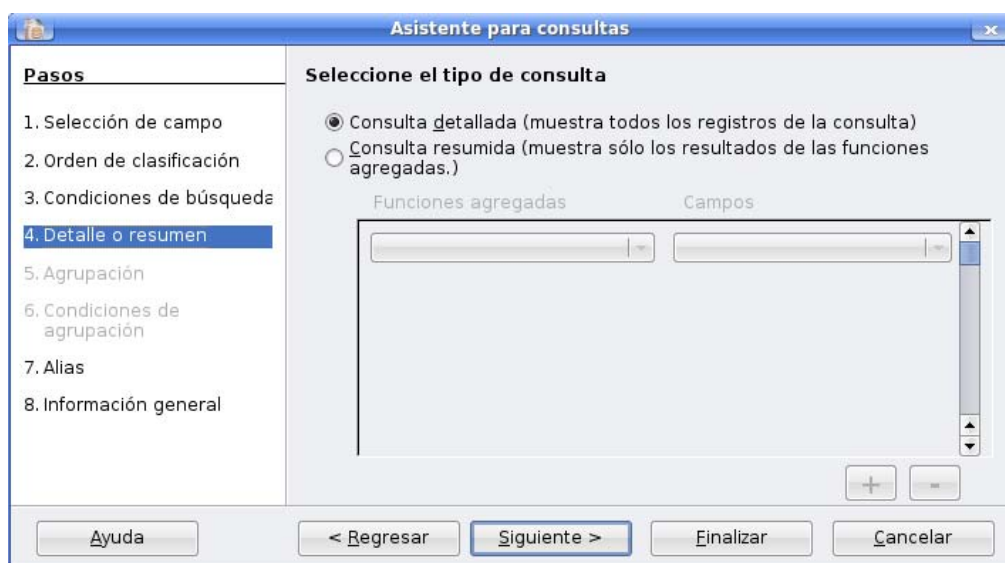 Asistente para consultas
Pasos
1. Selección de campo
2. Orden de clasificación
3. Condiciones de búsqueda
4. Detalle o resumen
5. Agrupación
6. Condiciones de
agrupación
7. Alias
8. Información general
Seleccione el tipo de consulta
Consulta detallada (muestra todos los registros de la consulta)
Consulta resumida (muestra sólo los resultados de las funciones
agregadas.)
Funciones agregadas
Campos
+
-
Ayuda
< Regresar
Siguiente >
Finalizar
Cancelar